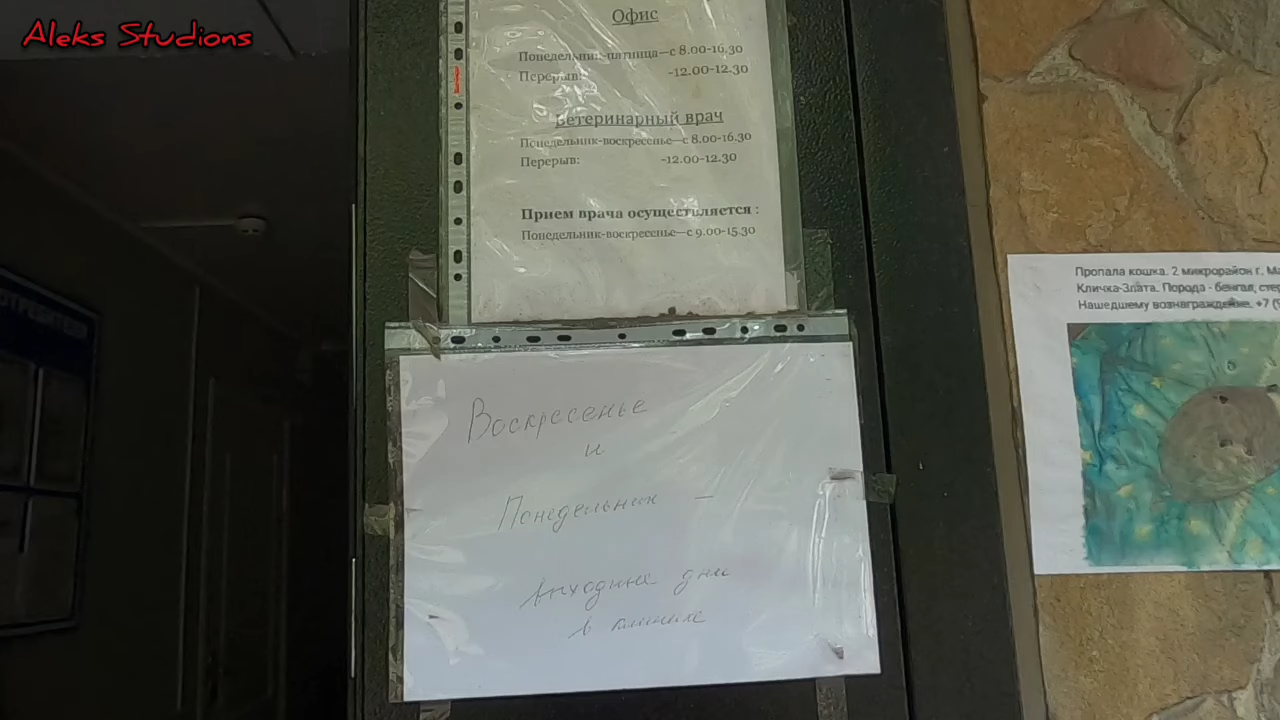 Aleks Studions
Офис
Понедельник-пятница—с 8.00-16.30
Перерыв: -12.00-12.30
Ветеринарный врач
Понедельник-воскресенье—с 8.00-16.30
Перерыв: -12.00-12.30
Прием врача осуществляется :
Понедельник-воскресенье—с 9.00-15.30
Воскресенье
и
Понедельник —
выходные дни
в клинике
Пропала кошка. 2 микрорайон г. Ма
Кличка-Злата. Порода - бенгал, стер
Нашедшему вознаграждение. +7 (